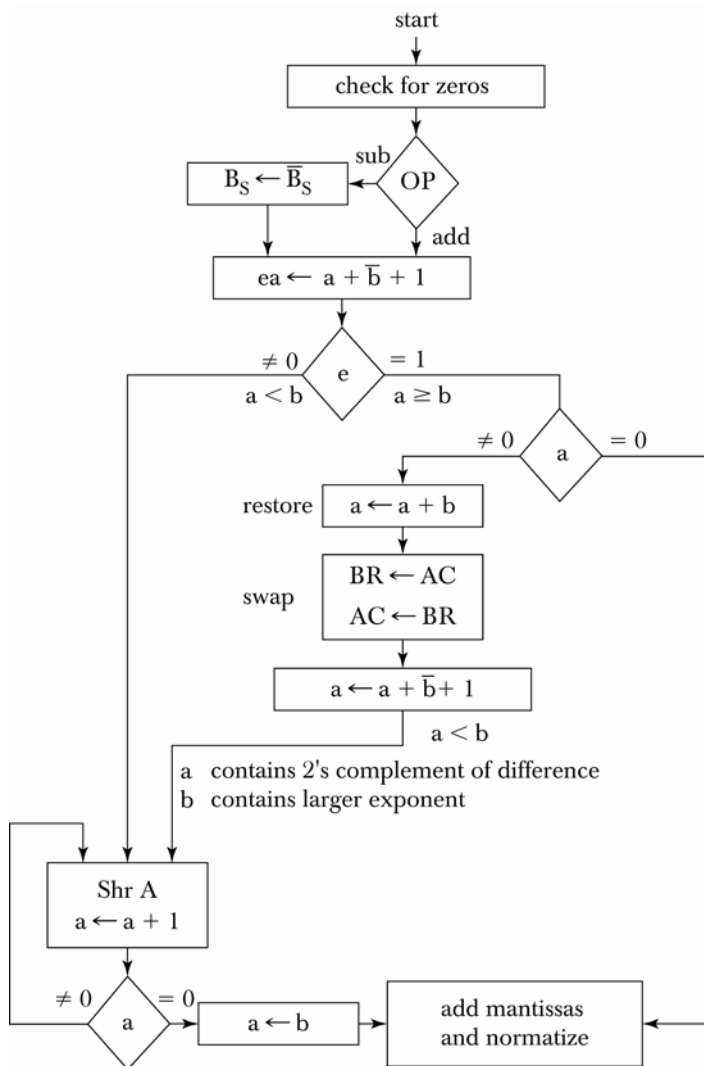 start
check for zeros
sub
B_S ← B̅_S
OP
add
ea ← a + b̅ + 1
≠ 0
= 1
e
a < b
a ≥ b
≠ 0
= 0
a
restore
a ← a + b
swap
BR ← AC
AC ← BR
a ← a + b̅ + 1
a < b
a contains 2's complement of difference
b contains larger exponent
Shr A
a ← a + 1
≠ 0
= 0
a
a ← b
add mantissas
and normatize